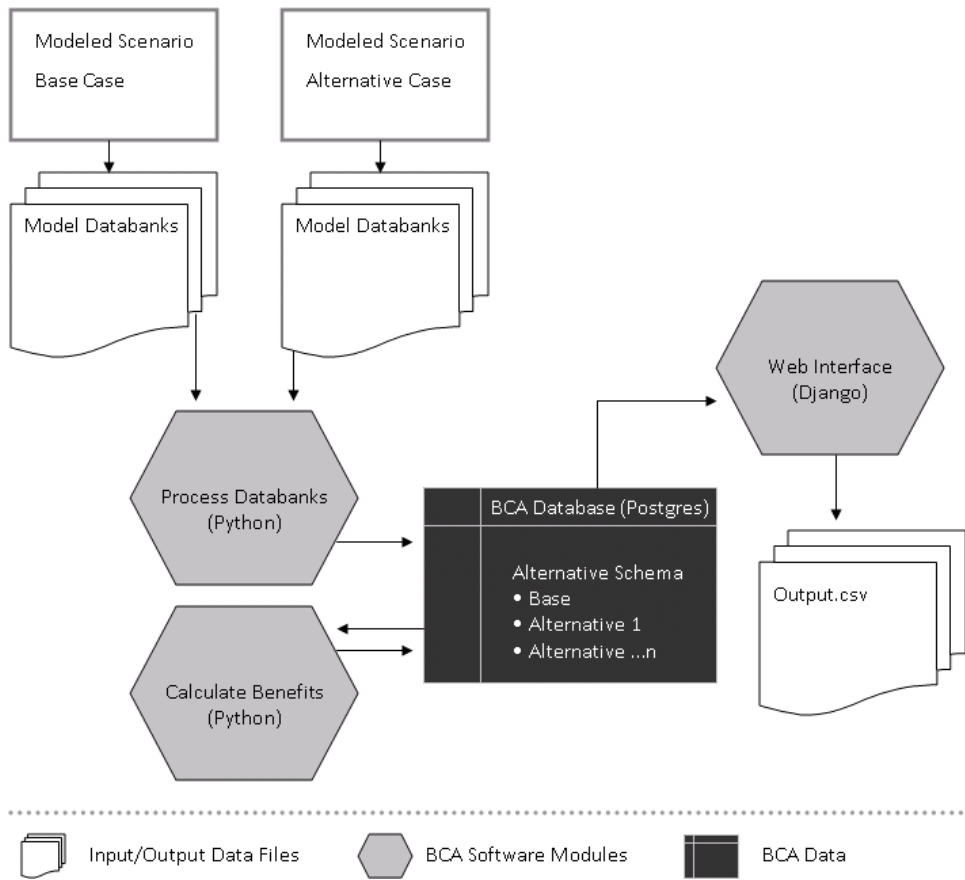 Modeled Scenario
Base Case
Modeled Scenario
Alternative Case
Model Databanks
Model Databanks
Web Interface
(Django)
Process Databanks
(Python)
BCA Database (Postgres)
Alternative Schema
• Base
• Alternative 1
• Alternative ...n
Output.csv
Calculate Benefits
(Python)
Input/Output Data Files
BCA Software Modules
BCA Data